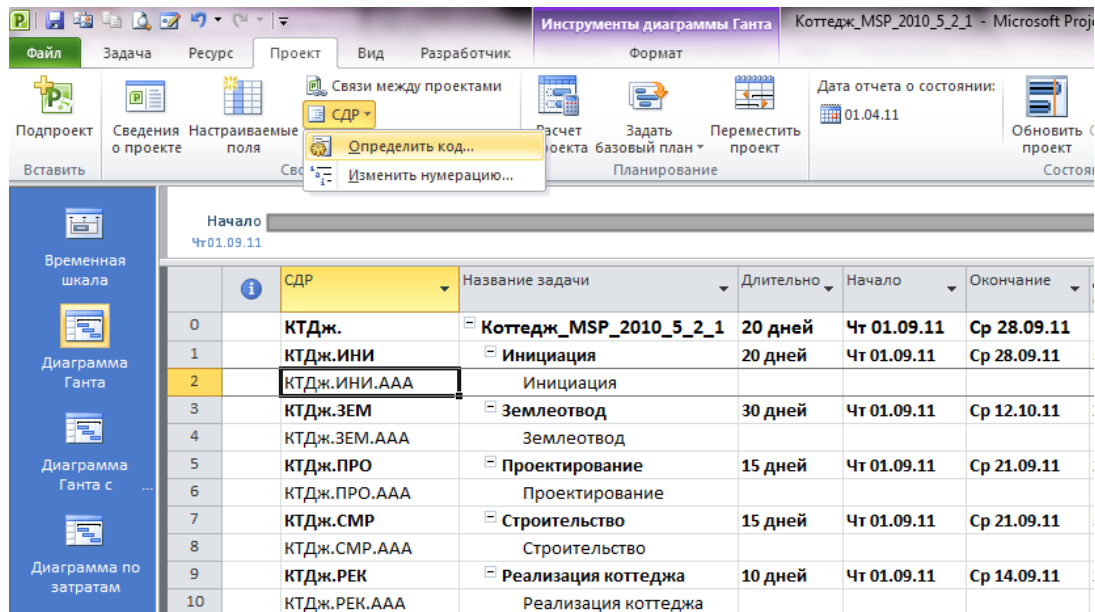 Инструменты диаграммы Ганта Коттедж_MSP_2010_5_2_1 - Microsoft Proj
Файл Задача Ресурс Проект Вид Разработчик Формат
Подпроект
Сведения о проекте
Настраиваемые поля
Связи между проектами
СДР
Определить код...
Изменить нумерацию...
Расчет
Задать базовый план
Переместить проект
Дата отчета о состоянии:
01.04.11
Обновить проект
Вставить
Планирование
Начало
Чт01.09.11
Временная шкала
Диаграмма Ганта
Диаграмма Ганта с ...
Диаграмма по затратам
СДР Название задачи Длительно Начало Окончание
0 КТДж. Коттедж_MSP_2010_5_2_1 20 дней Чт 01.09.11 Ср 28.09.11
1 КТДж.ИНИ Инициация 20 дней Чт 01.09.11 Ср 28.09.11
2 КТДж.ИНИ.ААА Инициация
3 КТДж.ЗЕМ Землеотвод 30 дней Чт 01.09.11 Ср 12.10.11
4 КТДж.ЗЕМ.ААА Землеотвод
5 КТДж.ПРО Проектирование 15 дней Чт 01.09.11 Ср 21.09.11
6 КТДж.ПРО.ААА Проектирование
7 КТДж.СМР Строительство 15 дней Чт 01.09.11 Ср 21.09.11
8 КТДж.СМР.ААА Строительство
9 КТДж.РЕК Реализация коттеджа 10 дней Чт 01.09.11 Ср 14.09.11
10 КТДж.РЕК.ААА Реализация коттеджа